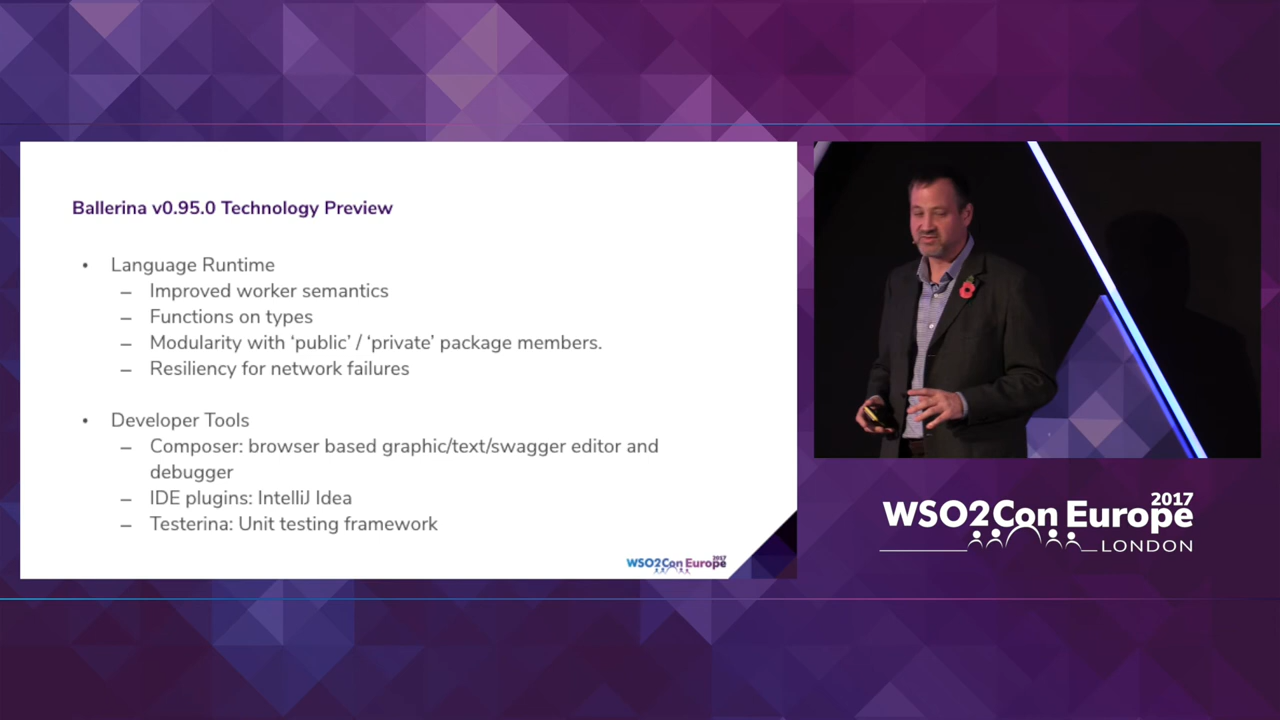 Ballerina v0.95.0 Technology Preview
• Language Runtime
– Improved worker semantics
– Functions on types
– Modularity with ‘public’ / ‘private’ package members.
– Resiliency for network failures
• Developer Tools
– Composer: browser based graphic/text/swagger editor and
debugger
– IDE plugins: IntelliJ Idea
– Testerina: Unit testing framework
WSO2Con Europe 2017
WSO2Con Europe 2017
LONDON